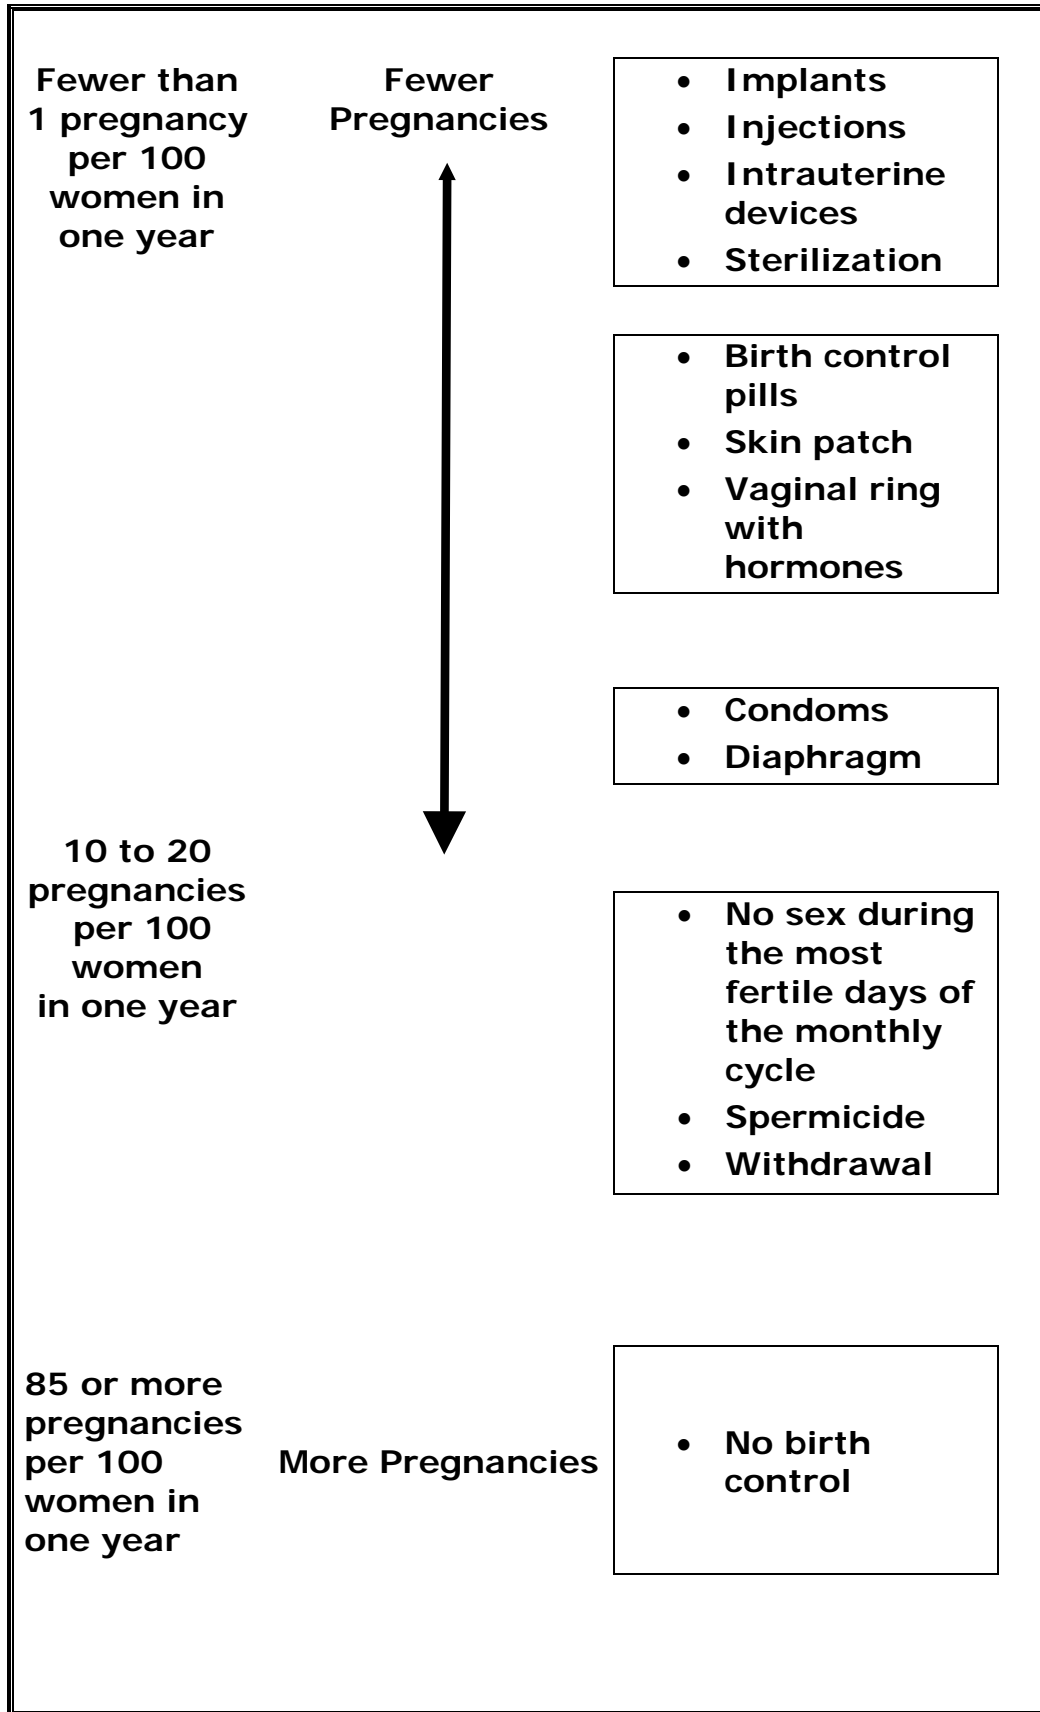 Fewer than
1 pregnancy
per 100
women in
one year
Fewer
Pregnancies
• Implants
• Injections
• Intrauterine
devices
• Sterilization
• Birth control
pills
• Skin patch
• Vaginal ring
with
hormones
• Condoms
• Diaphragm
10 to 20
pregnancies
per 100
women
in one year
• No sex during
the most
fertile days of
the monthly
cycle
• Spermicide
• Withdrawal
85 or more
pregnancies
per 100
women in
one year
More Pregnancies
• No birth
control